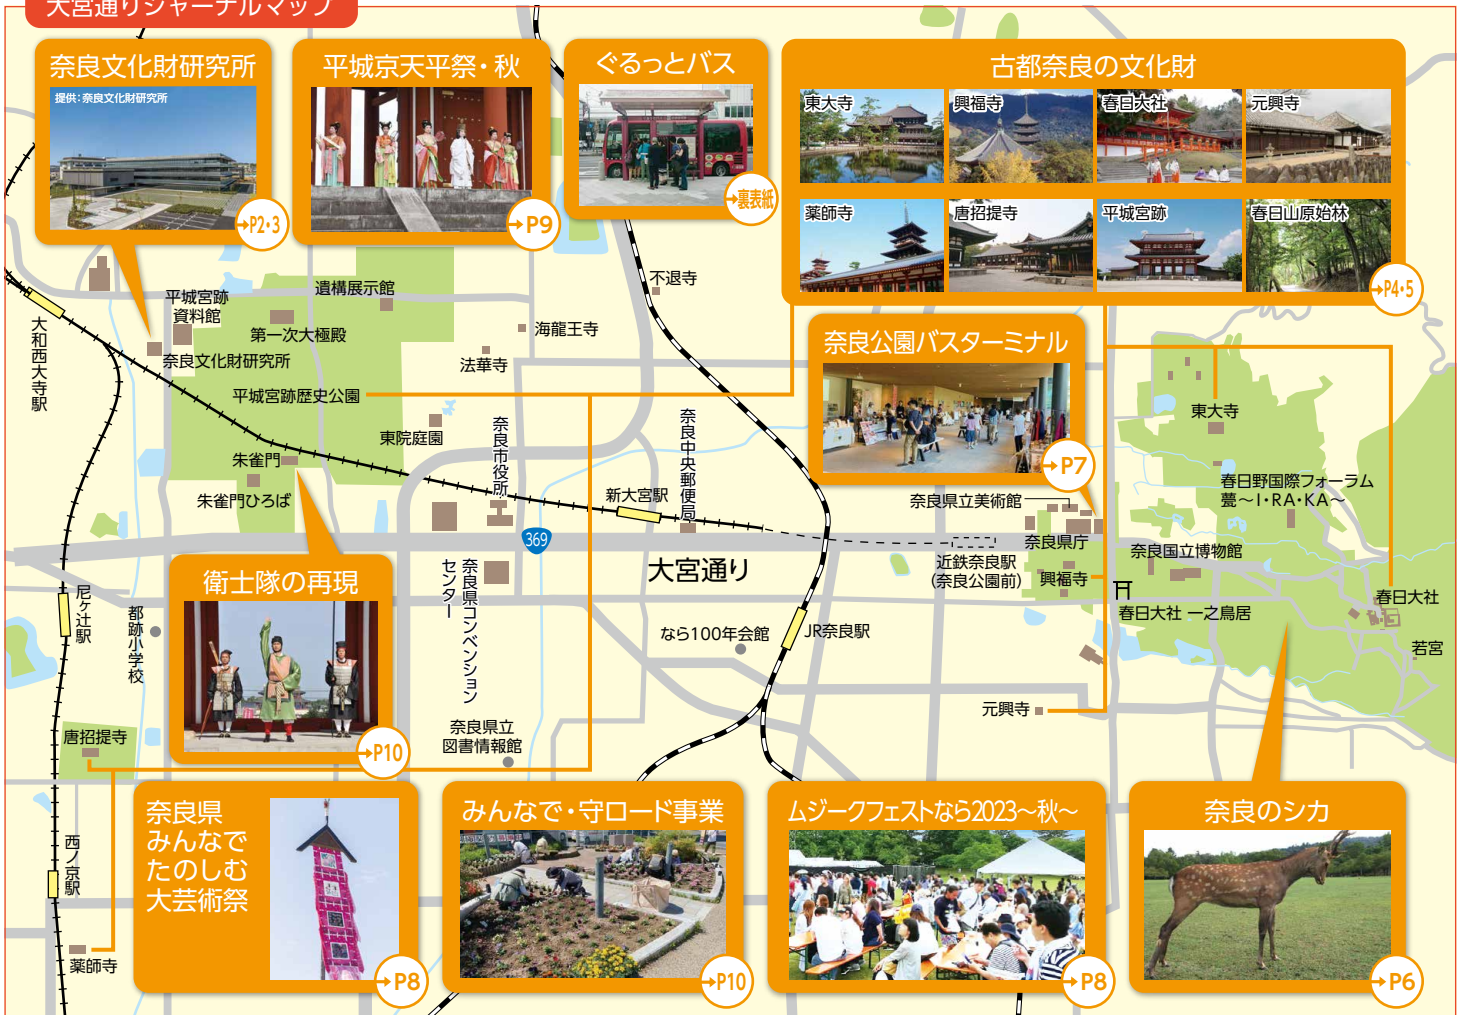 大宮通りジャーナルマップ
奈良文化財研究所
提供：奈良文化財研究所
→P2・3
平城京天平祭・秋
→P9
ぐるっとバス
→裏表紙
古都奈良の文化財
東大寺
興福寺
春日大社
元興寺
薬師寺
唐招提寺
平城宮跡
春日山原始林
→P4・5
大和西大寺駅
平城宮跡
資料館
遺構展示館
第一次大極殿
奈良文化財研究所
平城宮跡歴史公園
東院庭園
朱雀門
朱雀門ひろば
海龍王寺
法華寺
不退寺
奈良市役所
新大宮駅
奈良中央郵便局
奈良公園バスターミナル
→P7
奈良県立美術館
奈良県庁
東大寺
春日野国際フォーラム
甍～I・RA・KA～
奈良国立博物館
近鉄奈良駅
（奈良公園前）
興福寺
春日大社 一之鳥居
春日大社
若宮
369
大宮通り
奈良県コンベンション
センター
なら100年会館
JR奈良駅
元興寺
奈良県立
図書情報館
衛士隊の再現
→P10
尼ヶ辻駅
都跡小学校
唐招提寺
西ノ京駅
薬師寺
奈良県
みんなで
たのしむ
大芸術祭
→P8
みんなで・守ロード事業
→P10
ムジークフェストなら2023～秋～
→P8
奈良のシカ
→P6